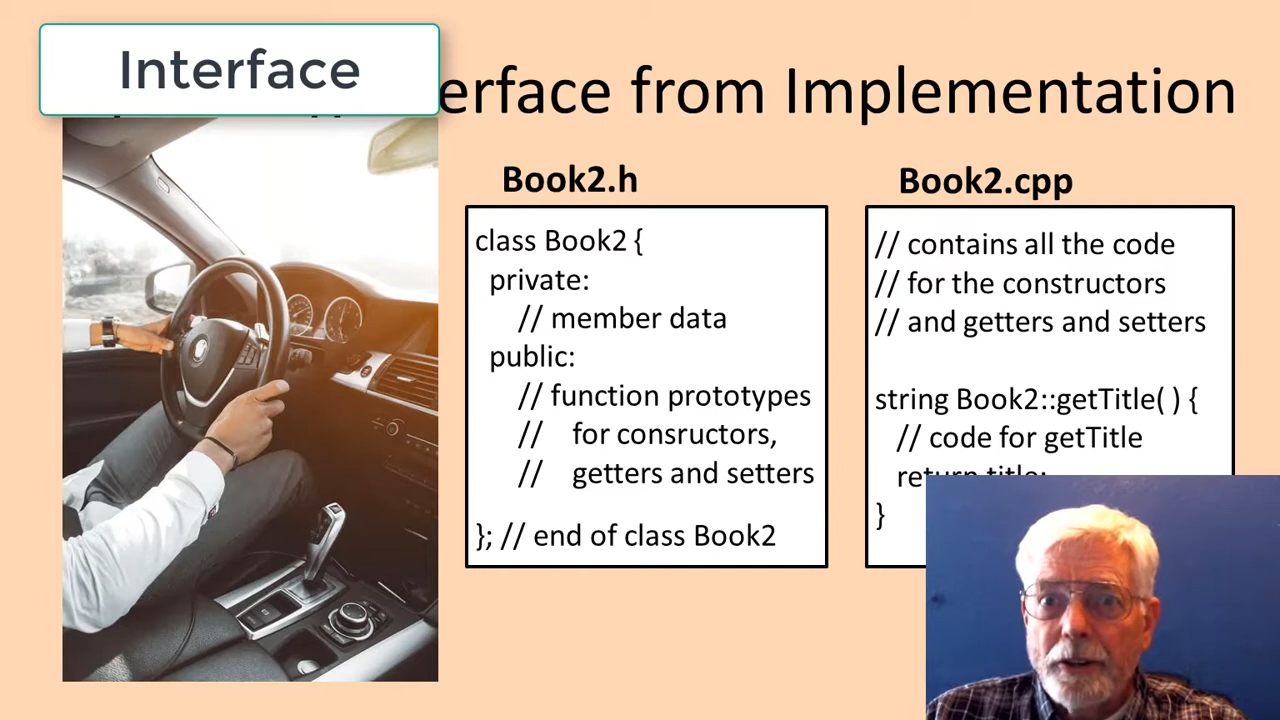 Interface
erface from Implementation
Book2.h
class Book2 {
private:
// member data
public:
// function prototypes
// for consructors,
// getters and setters
}; // end of class Book2
Book2.cpp
// contains all the code
// for the constructors
// and getters and setters
string Book2::getTitle( ) {
// code for getTitle
return title;
}